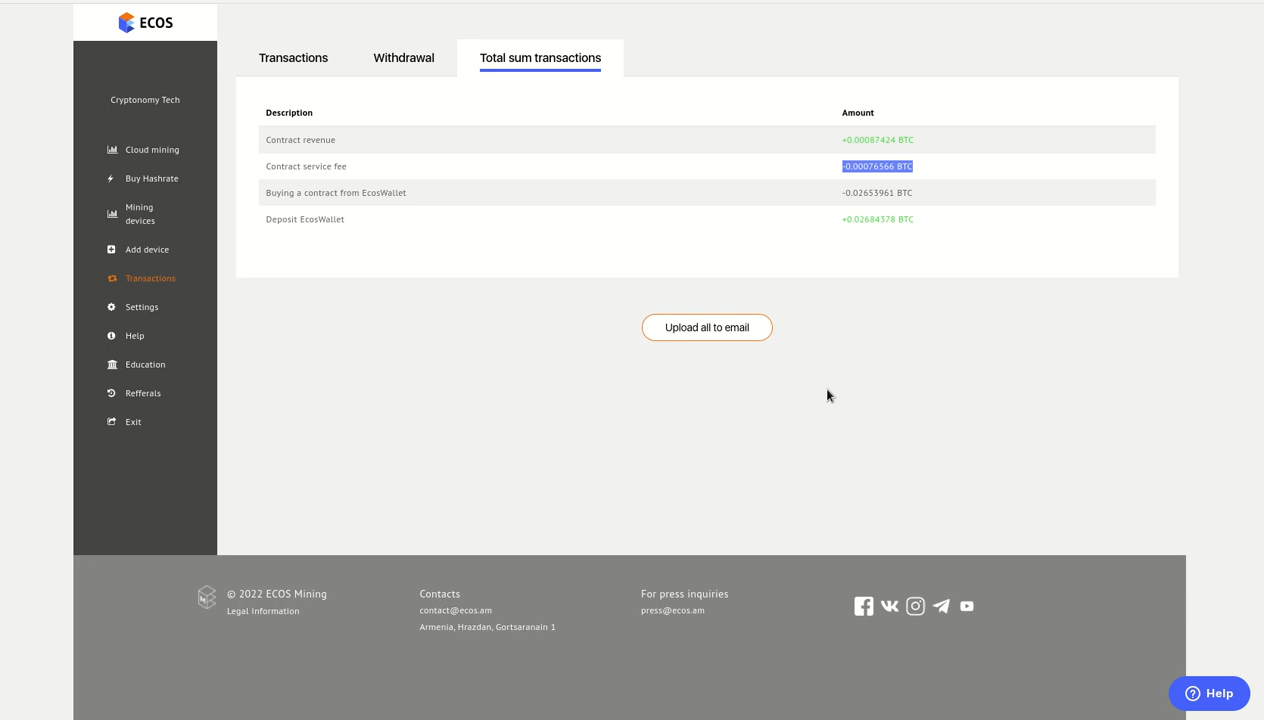 ECOS
Transactions
Withdrawal
Total sum transactions
Cryptonomy Tech
Cloud mining
Buy Hashrate
Mining
devices
Add device
Transactions
Settings
Help
Education
Refferals
Exit
Description Amount
Contract revenue +0.00087424 BTC
Contract service fee -0.00076566 BTC
Buying a contract from EcosWallet -0.02653961 BTC
Deposit EcosWallet +0.02684378 BTC
Upload all to email
© 2022 ECOS Mining
Legal Information
Contacts
contact@ecos.am
Armenia, Hrazdan, Gortsaranain 1
For press inquiries
press@ecos.am
Help